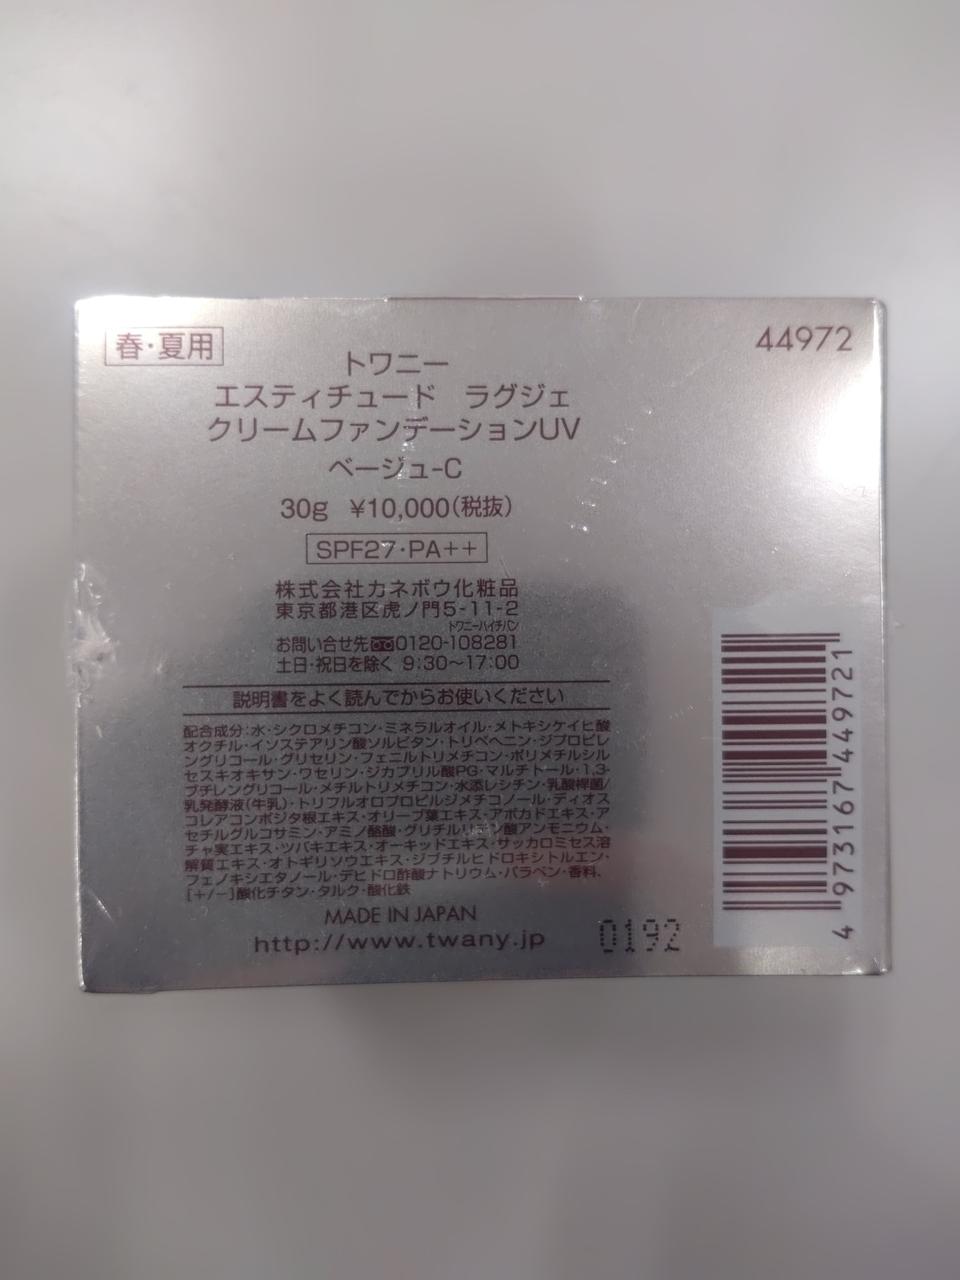 春・夏用
44972
トワニー
エスティチュード ラグジェ
クリームファンデーションUV
ベージュ-C
30g ¥10,000(税抜)
SPF27・PA++
株式会社カネボウ化粧品
東京都港区虎ノ門5-11-2
トワニーハイチバン
お問い合せ先 0120-108281
土日・祝日を除く 9:30〜17:00
説明書をよく読んでからお使いください
配合成分:水・シクロメチコン・ミネラルオイル・メトキシケイヒ酸
オクチル・インステアリン酸ソルビタン・トリベヘニン・ジプロピレ
ングリコール・グリセリン・フェニルトリメチコン・ポリメチルシル
セスキオキサン・ワセリン・ジカプリル酸PG・マルチトール・1,3-
ブチレングリコール・メチルトリメチコン・水添レシチン・乳酸桿菌/
乳発酵液(牛乳)・トリフルオロプロピルジメチコノール・ディオス
コレアコンポジタ根エキス・オリーブ葉エキス・アボカドエキス・ア
セチルグルコサミン・アミノ酪酸・グリチルリチン酸アンモニウム・
チャ実エキス・ツバキエキス・オーキッドエキス・サッカロミセス溶
解質エキス・オトギリソウエキス・ジブチルヒドロキシトルエン・
フェノキシエタノール・デヒドロ酢酸ナトリウム・パラベン・香料、
[+/−]酸化チタン・タルク・酸化鉄
MADE IN JAPAN
http://www.twany.jp
0192
4 973167 449721